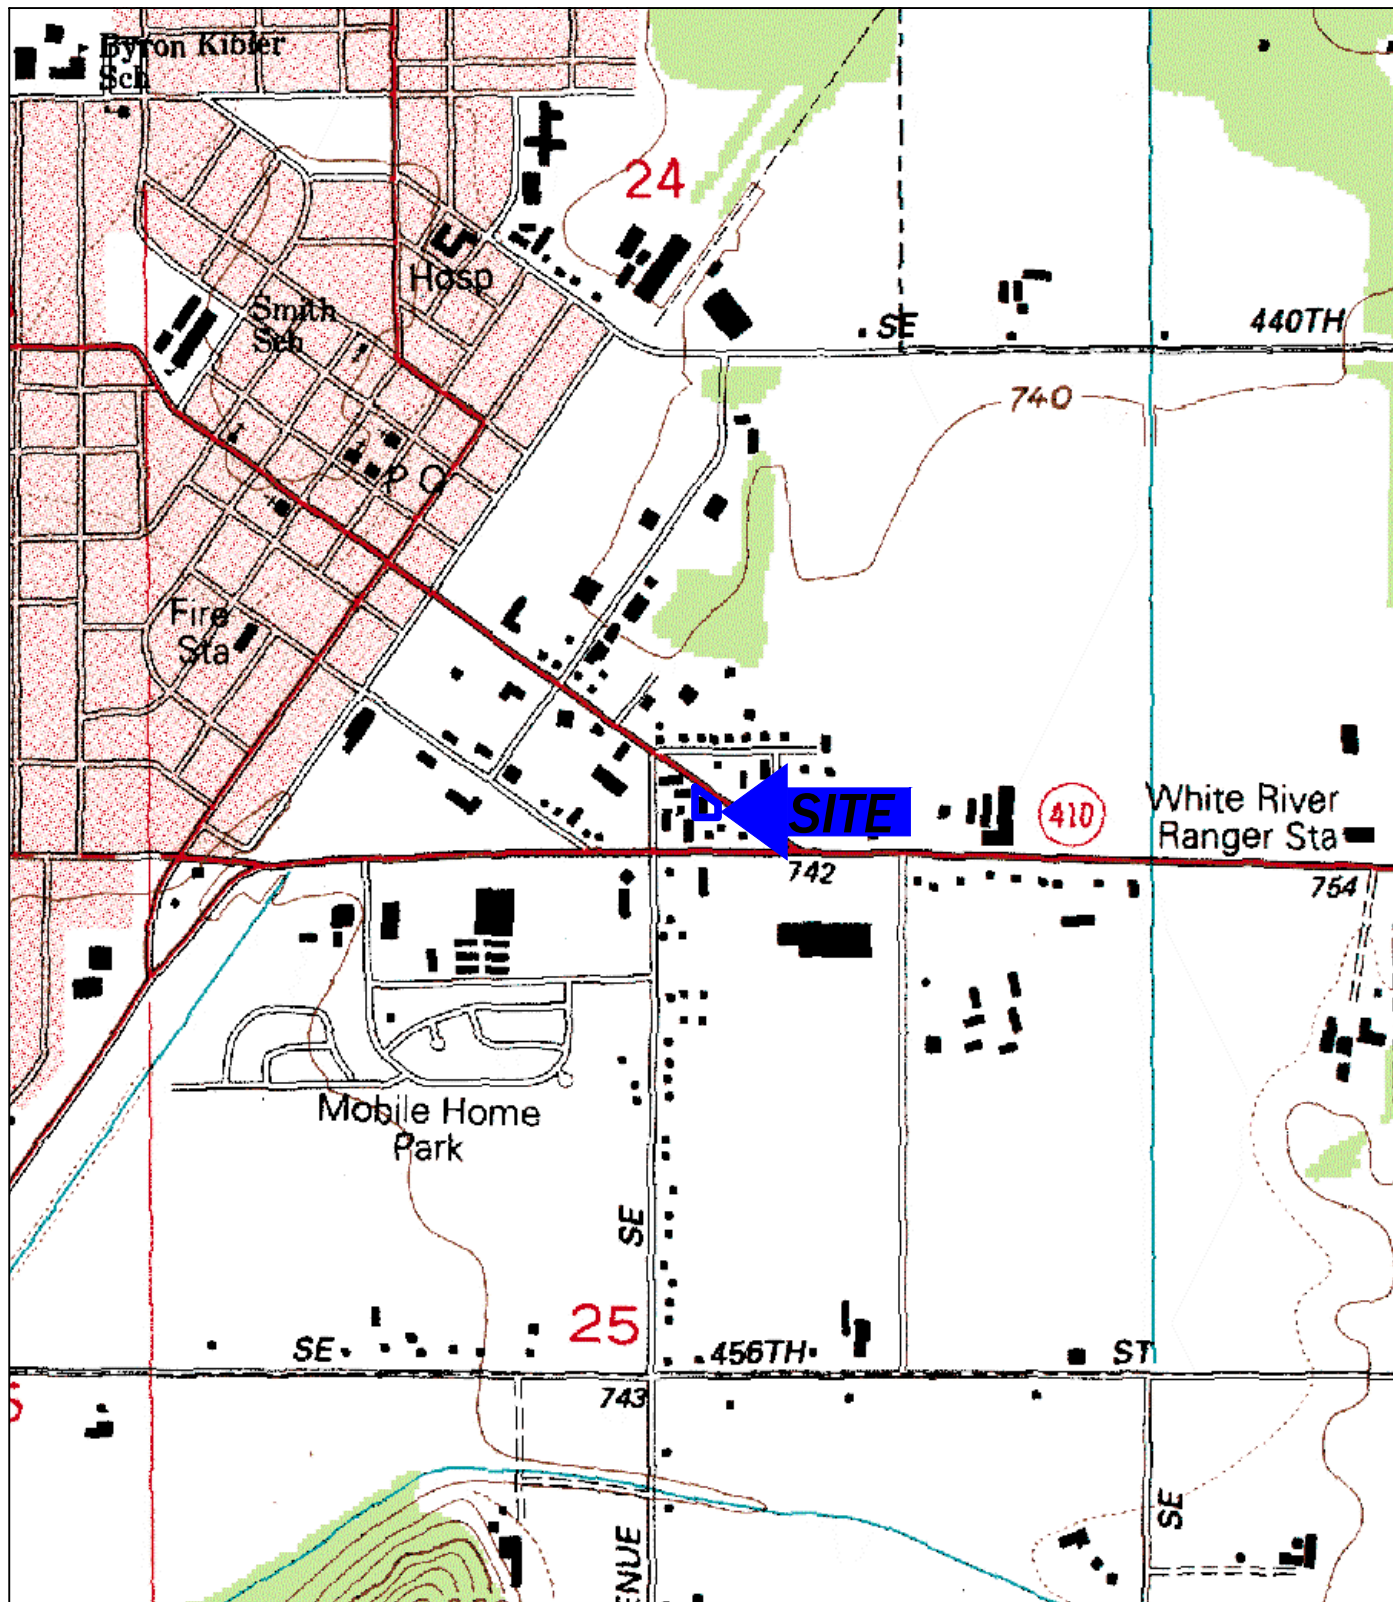 Byron Kibler
Sch
24
Hosp
Smith
Sch
SE
440TH
740
P O
Fire
Sta
SITE
410
White River
Ranger Sta
742
754
Mobile Home
Park
SE
25
SE
456TH
ST
743
SE
ENUE